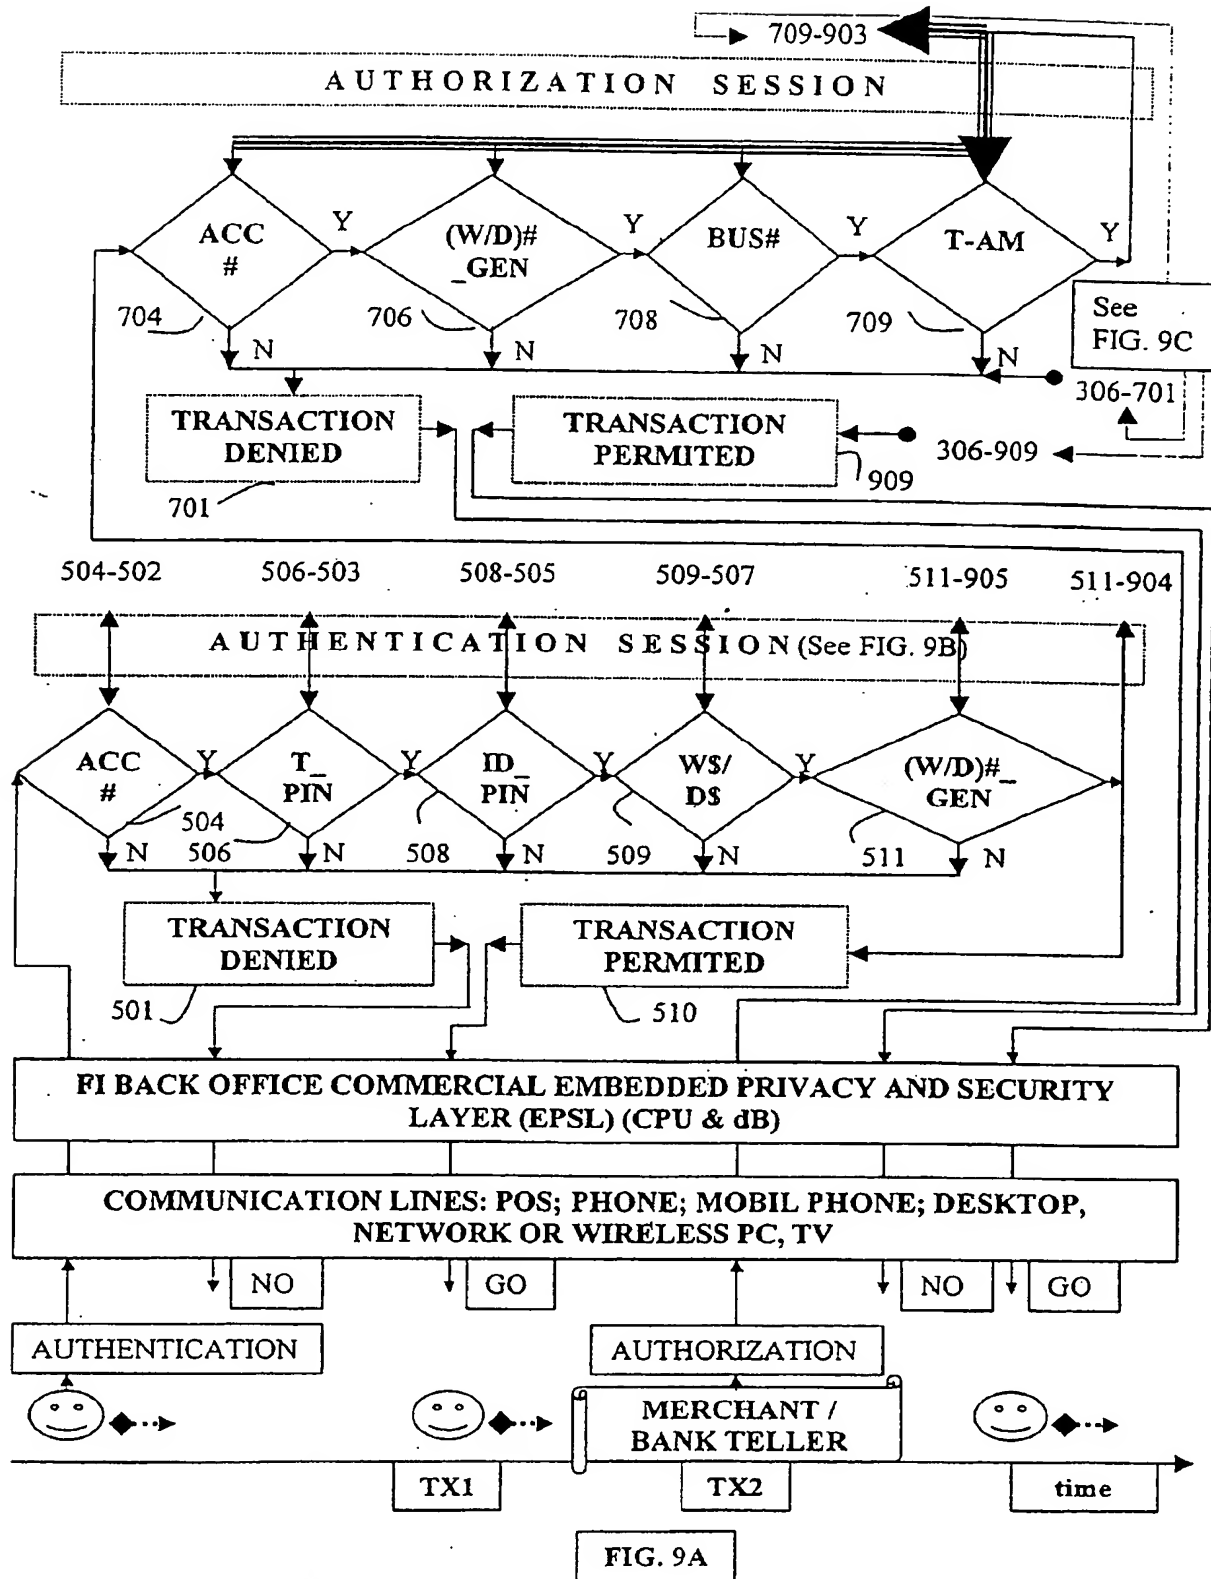 709-903
AUTHORIZATION SESSION
ACC
#
Y
(W/D)#
_GEN
Y
BUS#
Y
T-AM
Y
704
706
708
709
See
FIG. 9C
N
N
N
N
306-701
TRANSACTION
DENIED
TRANSACTION
PERMITED
306-909
701
909
504-502
506-503
508-505
509-507
511-905
511-904
AUTHENTICATION SESSION (See FIG. 9B)
ACC
#
Y
T_
PIN
Y
ID_
PIN
Y
W$/
D$
Y
(W/D)#_
GEN
504
506
508
509
511
N
N
N
N
N
TRANSACTION
DENIED
TRANSACTION
PERMITED
501
510
FI BACK OFFICE COMMERCIAL EMBEDDED PRIVACY AND SECURITY
LAYER (EPSL) (CPU & dB)
COMMUNICATION LINES: POS; PHONE; MOBIL PHONE; DESKTOP,
NETWORK OR WIRELESS PC, TV
NO
GO
NO
GO
AUTHENTICATION
AUTHORIZATION
MERCHANT /
BANK TELLER
TX1
TX2
time
FIG. 9A